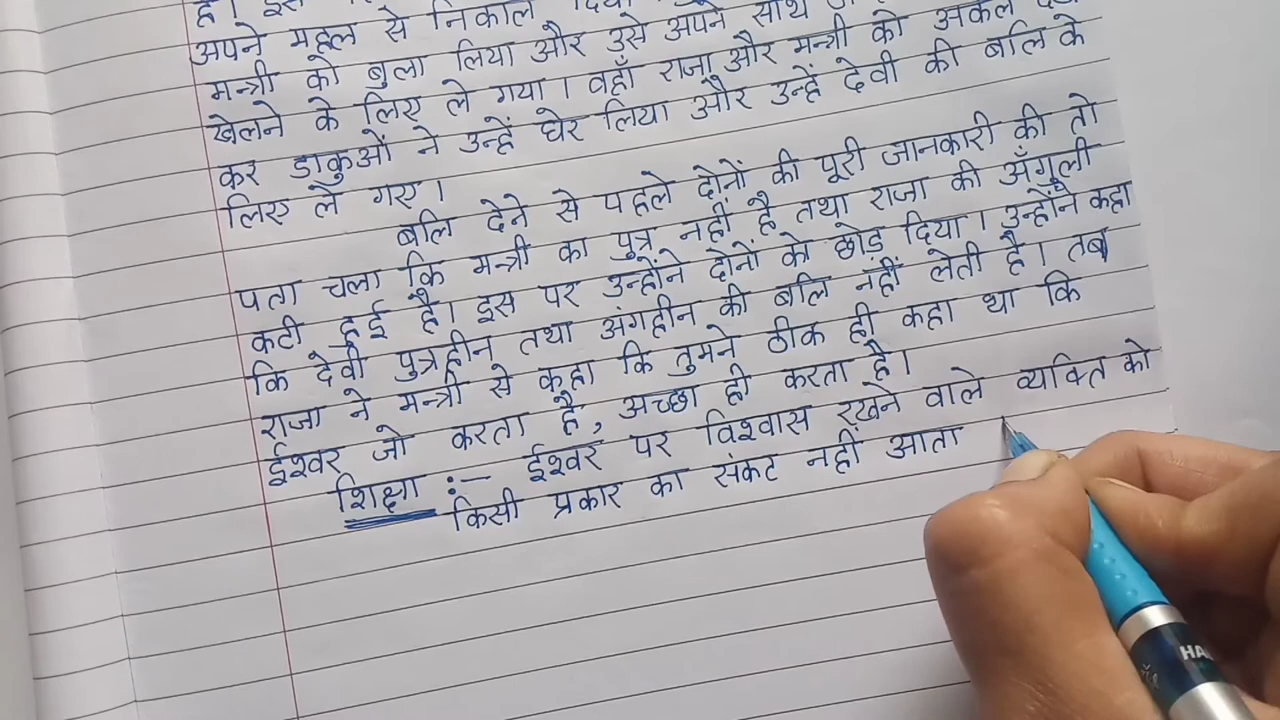 है। इस
अपने महल से निकाल दिया
मन्त्री को बुला लिया और उसे अपने साथ
खेलने के लिए ले गया। वहाँ राजा और मन्त्री को अकेले
कर डाकुओं ने उन्हें घेर लिया और उन्हें देवी की बलि के
लिए ले गए।
बलि देने से पहले दोनों की पूरी जानकारी की तो
पता चला कि मन्त्री का पुत्र नहीं है तथा राजा की अँगुली
कटी हुई है। इस पर उन्होंने दोनों को छोड़ दिया। उन्होंने कहा
कि देवी पुत्रहीन तथा अंगहीन की बलि नहीं लेती है। तब
राजा ने मन्त्री से कहा कि तुमने ठीक ही कहा था कि
ईश्वर जो करता है, अच्छा ही करता है।
शिक्षा :- ईश्वर पर विश्वास रखने वाले व्यक्ति को
किसी प्रकार का संकट नहीं आता
HA